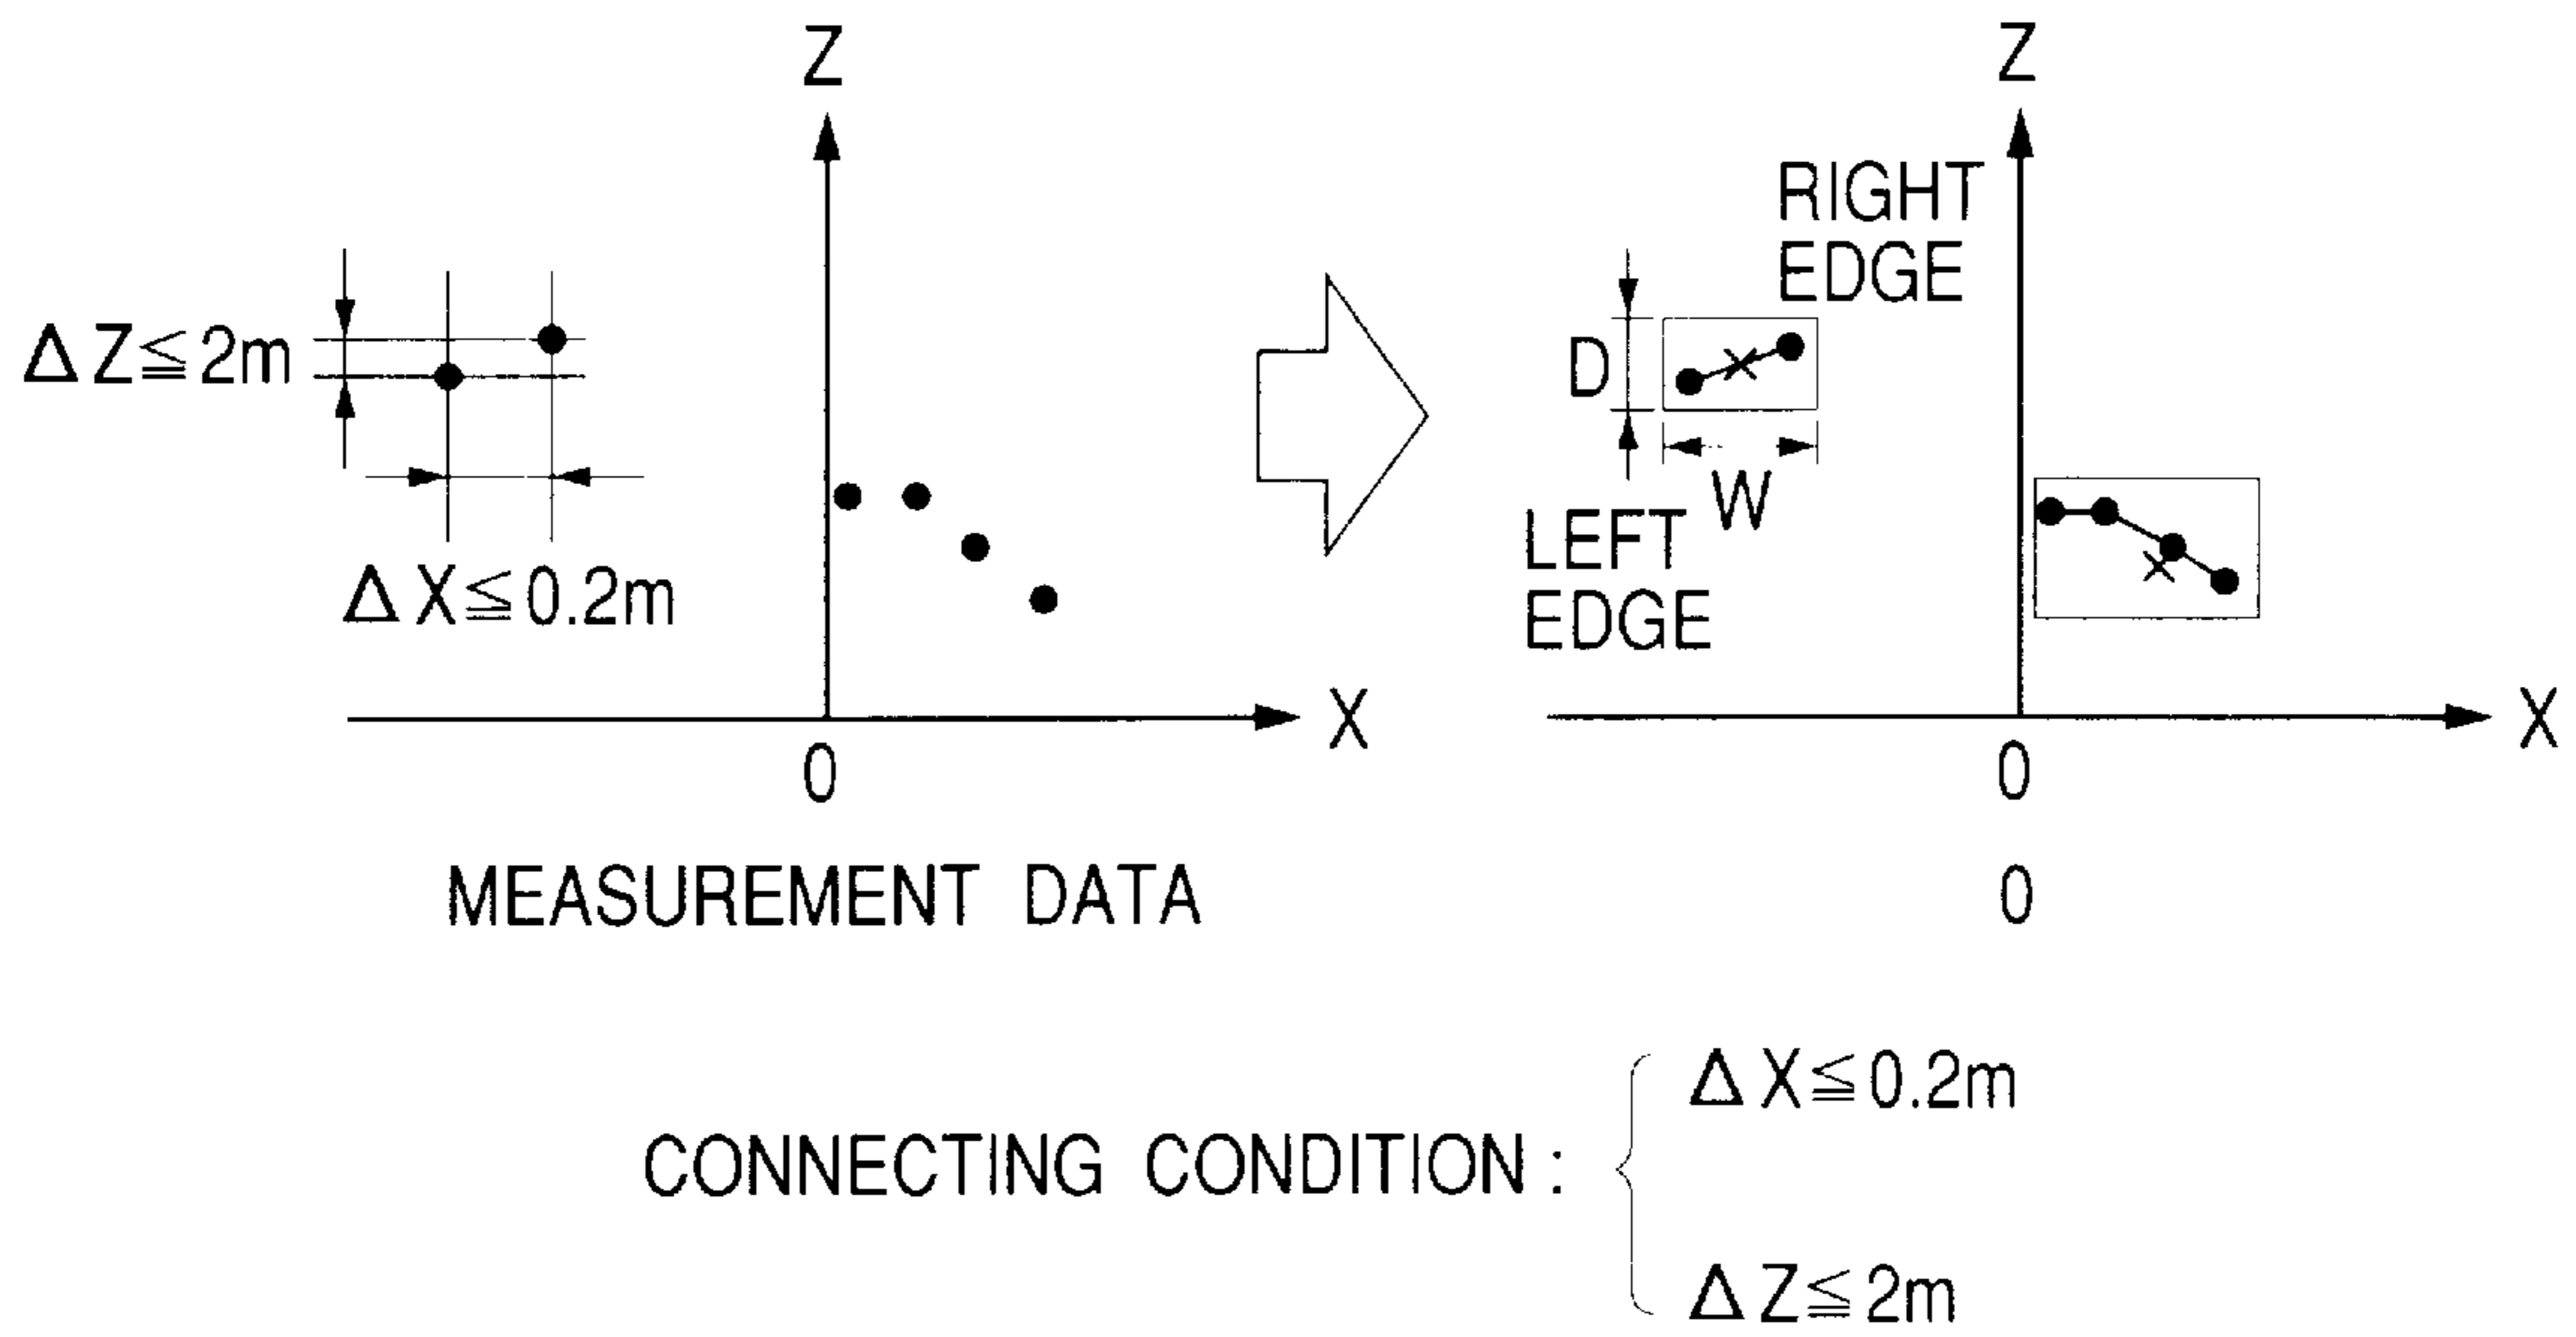 Z
ΔZ≦2m
ΔX≦0.2m
X
0
MEASUREMENT DATA
Z
RIGHT
EDGE
D
W
LEFT
EDGE
X
0
0
CONNECTING CONDITION :
ΔX≦0.2m
ΔZ≦2m